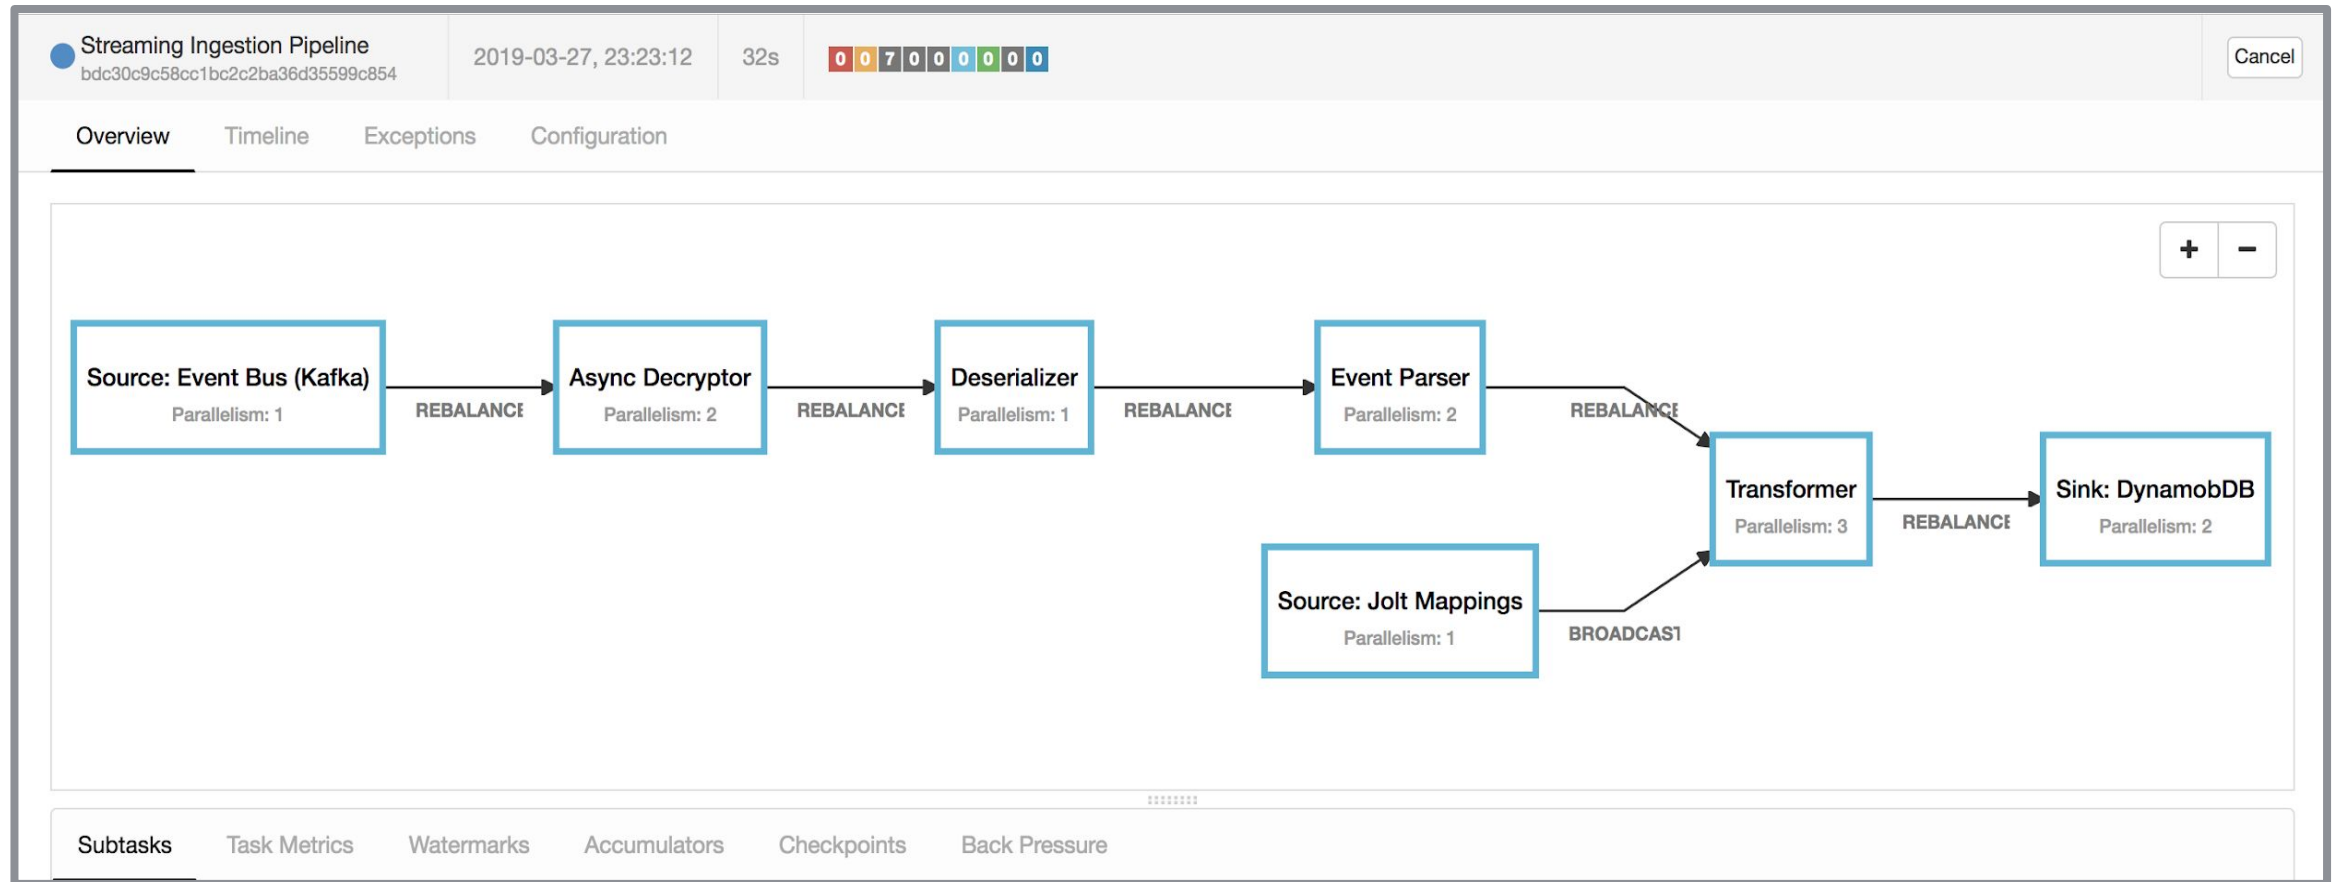 Streaming Ingestion Pipeline
bdc30c9c58cc1bc2c2ba36d35599c854
2019-03-27, 23:23:12
32s
0 0 7 0 0 0 0 0 0
Cancel
Overview
Timeline
Exceptions
Configuration
+
−
Source: Event Bus (Kafka)
Parallelism: 1
REBALANCE
Async Decryptor
Parallelism: 2
REBALANCE
Deserializer
Parallelism: 1
REBALANCE
Event Parser
Parallelism: 2
REBALANCE
Transformer
Parallelism: 3
REBALANCE
Sink: DynamobDB
Parallelism: 2
Source: Jolt Mappings
Parallelism: 1
BROADCAST
Subtasks
Task Metrics
Watermarks
Accumulators
Checkpoints
Back Pressure